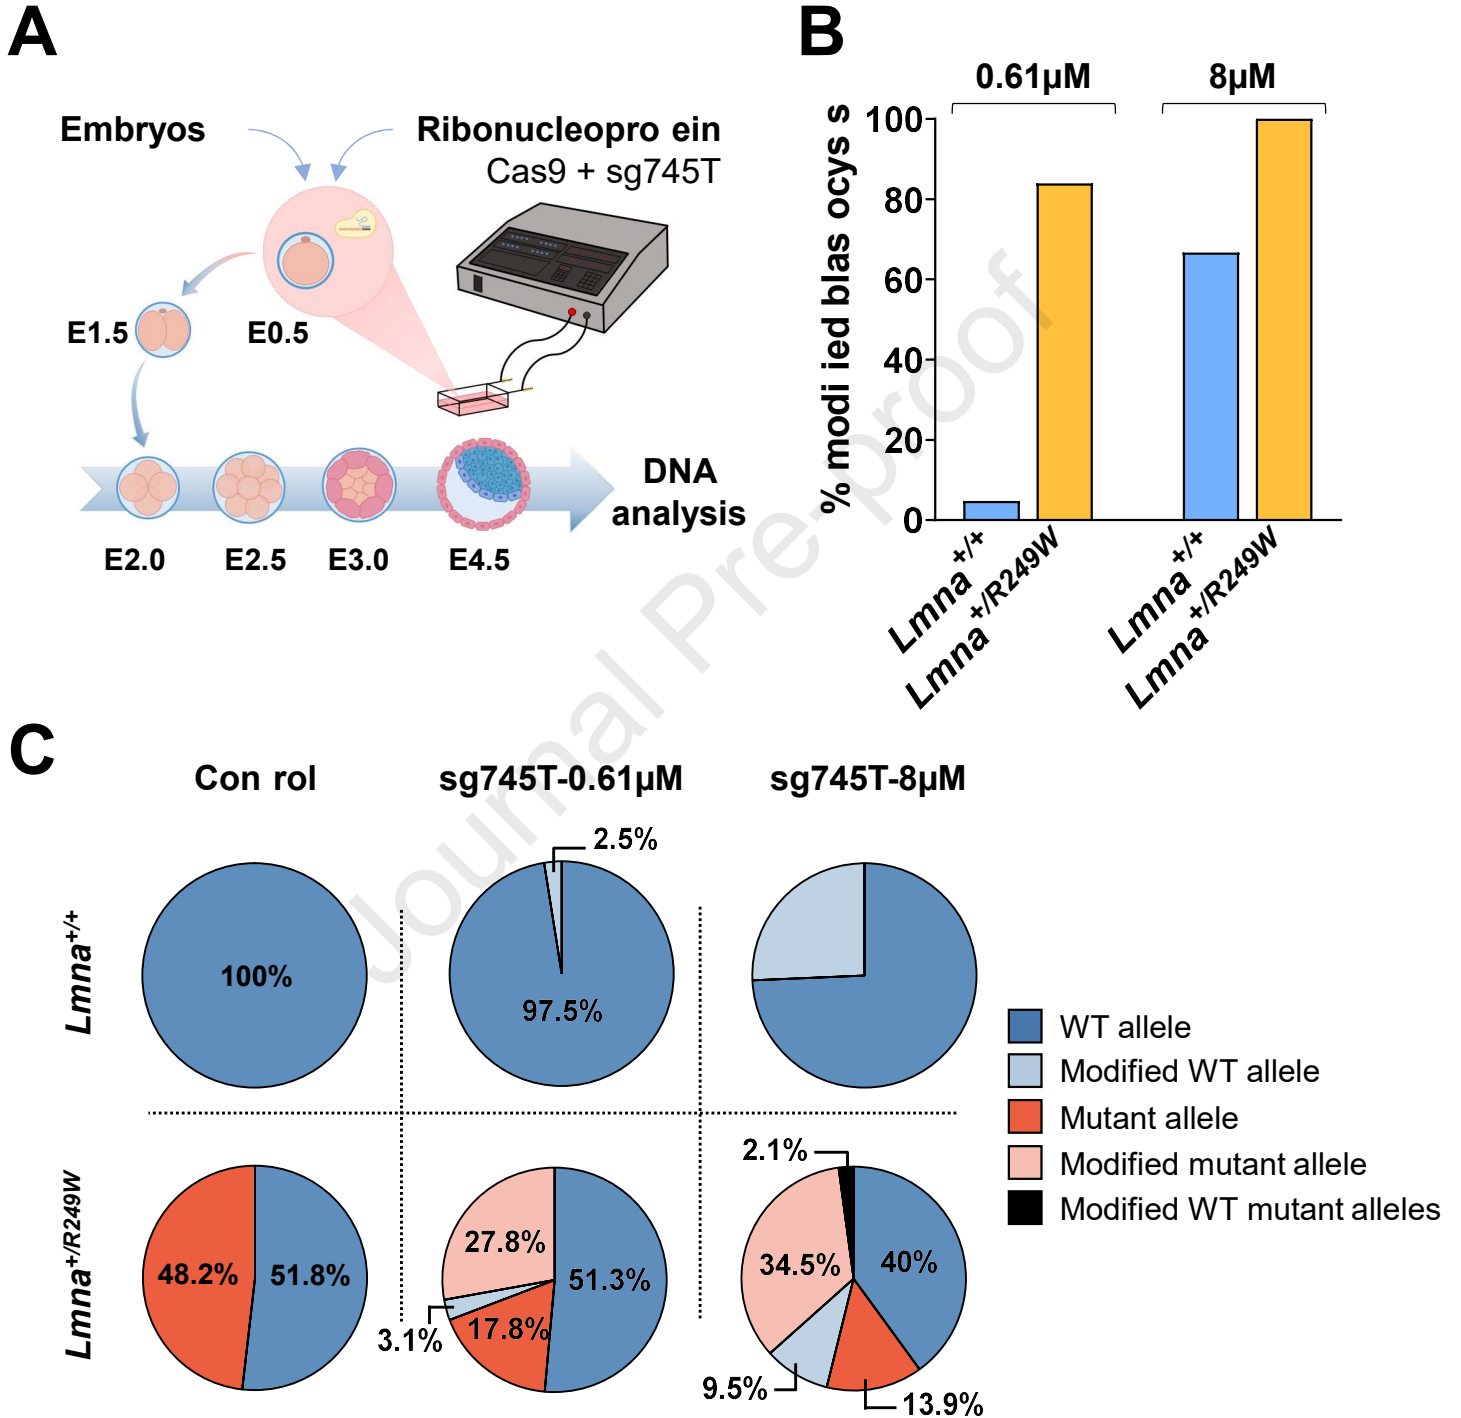 A
Embryos
Ribonucleopro ein
Cas9 + sg745T
E1.5
E0.5
DNA
analysis
E2.0
E2.5
E3.0
E4.5
B
0.61µM
8µM
% modi ied blas ocys s
100
80
60
40
20
0
Lmna+/+
Lmna+/R249W
Lmna+/+
Lmna+/R249W
C
Con rol
sg745T-0.61µM
sg745T-8µM
Lmna+/+
100%
2.5%
97.5%
WT allele
Modified WT allele
Mutant allele
Modified mutant allele
Modified WT mutant alleles
Lmna+/R249W
48.2%
51.8%
27.8%
51.3%
3.1%
17.8%
2.1%
34.5%
40%
9.5%
13.9%
Journal Pre-proof